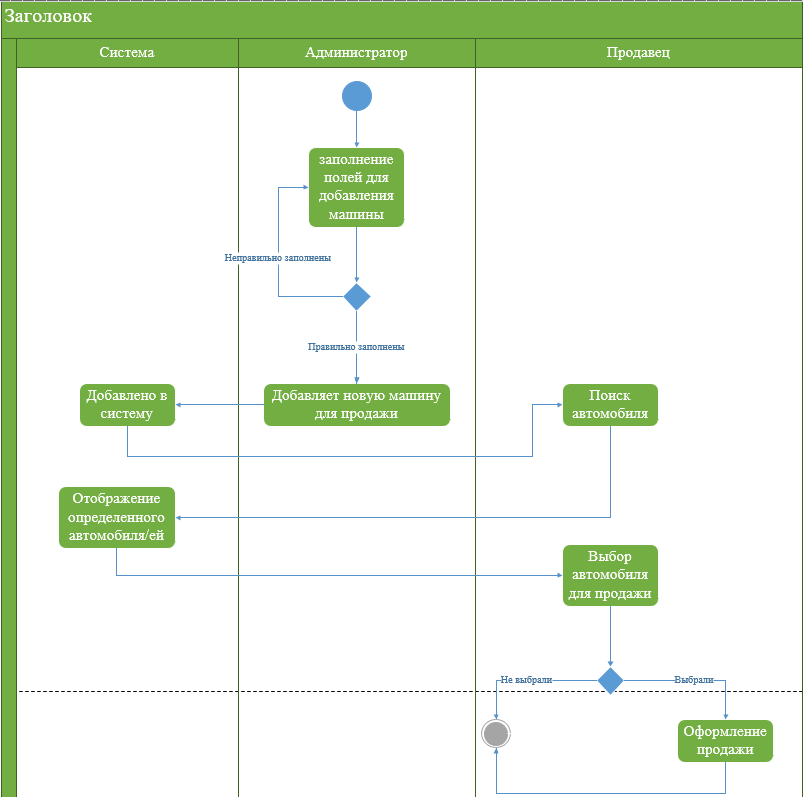 Заголовок
Система
Администратор
Продавец
заполнение
полей для
добавления
машины
Неправильно заполнены
Правильно заполнены
Добавлено в
систему
Добавляет новую машину
для продажи
Поиск
автомобиля
Отображение
определенного
автомобиля/ей
Выбор
автомобиля
для продажи
Не выбрали
Выбрали
Оформление
продажи